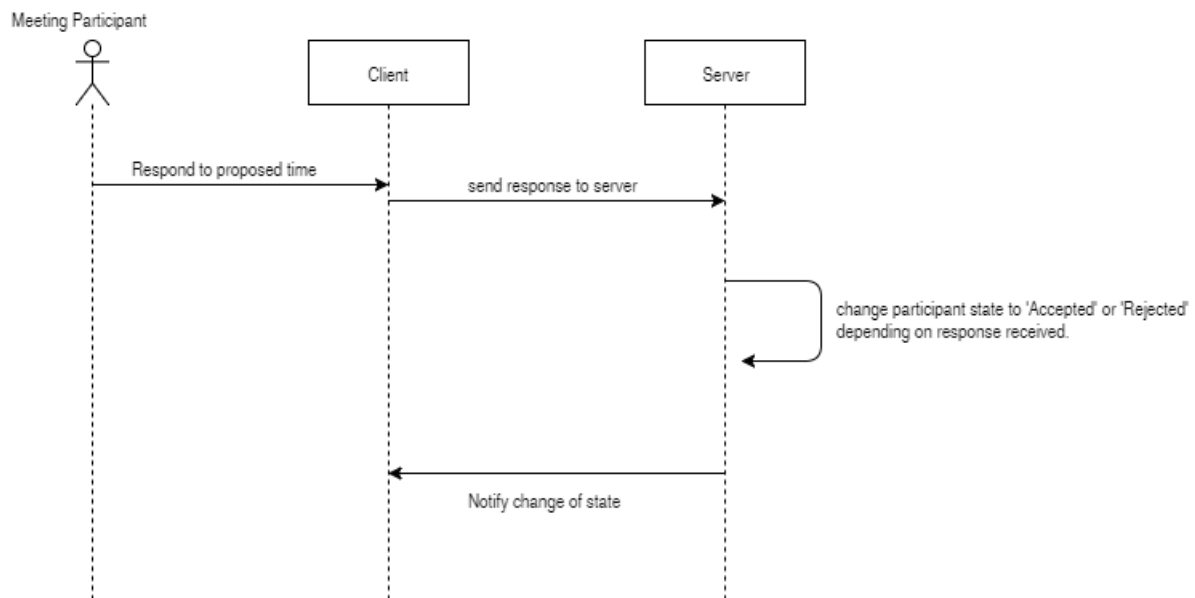 Meeting Participant
Client
Server
Respond to proposed time
send response to server
change participant state to 'Accepted' or 'Rejected'
depending on response received.
Notify change of state